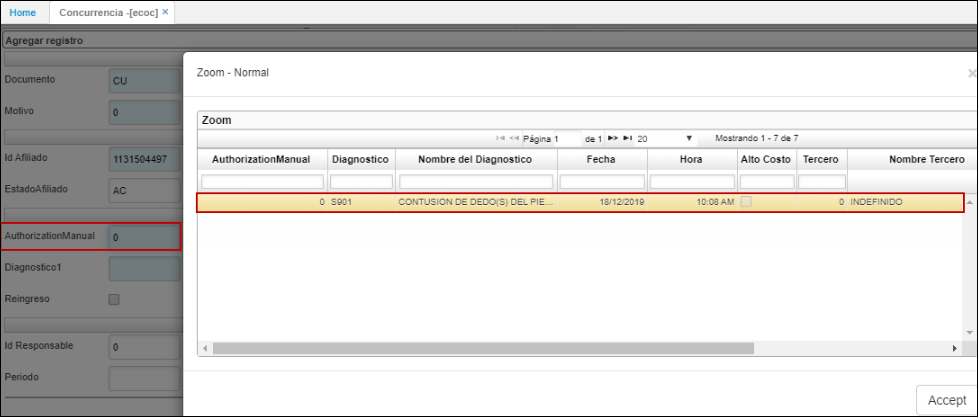 Home
Concurrencia -[ecoc] ×
Agregar registro
Documento CU
Motivo 0
Id Afiliado 1131504497
EstadoAfiliado AC
AuthorizationManual 0
Diagnostico1
Reingreso
Id Responsable 0
Periodo
Zoom - Normal ×
Zoom
Página 1 de 1 20 Mostrando 1 - 7 de 7
AuthorizationManual Diagnostico Nombre del Diagnostico Fecha Hora Alto Costo Tercero Nombre Tercero
0 S901 CONTUSION DE DEDO(S) DEL PIE... 18/12/2019 10:08 AM 0 INDEFINIDO
Accept